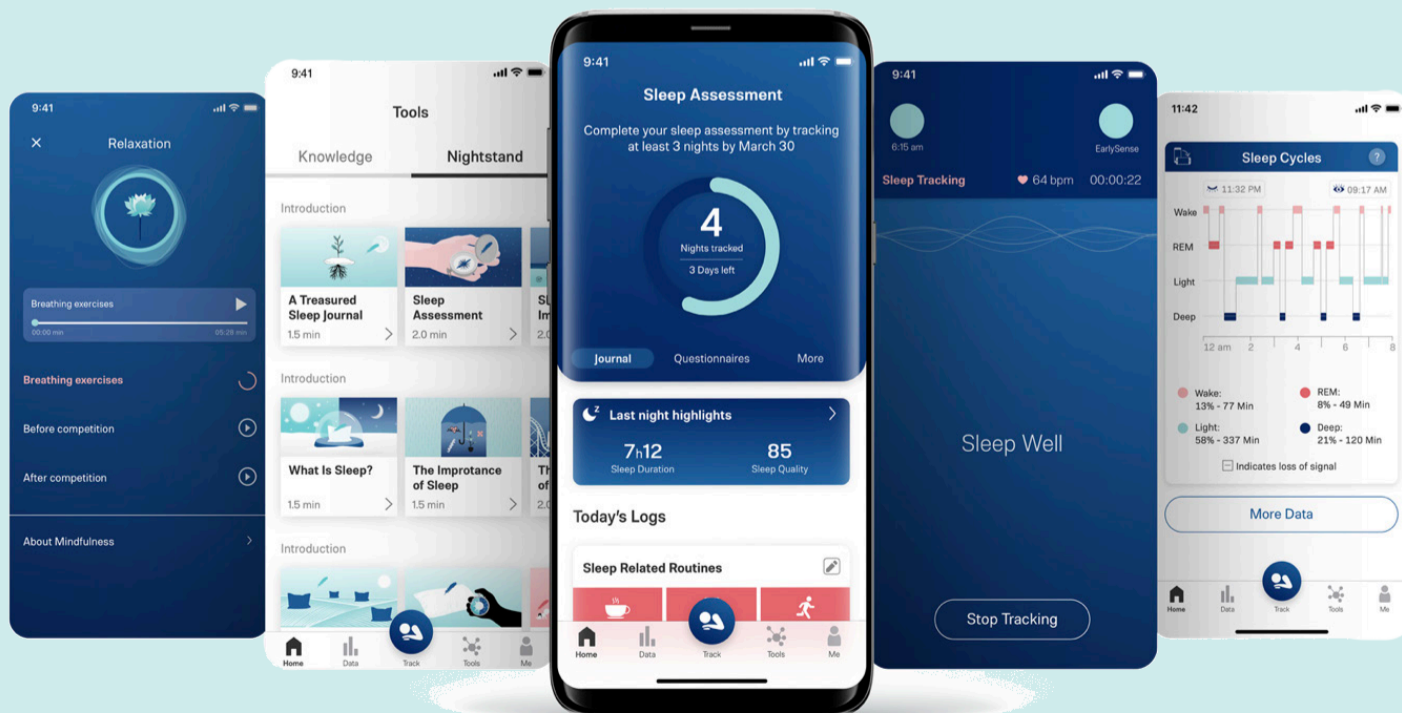 9:41
Relaxation
Breathing exercises
00:00 min
05:28 min
Breathing exercises
Before competition
After competition
About Mindfulness
9:41
Tools
Knowledge
Nightstand
Introduction
A Treasured
Sleep Journal
1.5 min
Sleep
Assessment
2.0 min
Introduction
What Is Sleep?
1.5 min
The Improtance
of Sleep
1.5 min
Introduction
Home
Data
Track
Tools
Me
9:41
Sleep Assessment
Complete your sleep assessment by tracking
at least 3 nights by March 30
4
Nights tracked
3 Days left
Journal
Questionnaires
More
Last night highlights
7h12
Sleep Duration
85
Sleep Quality
Today's Logs
Sleep Related Routines
Home
Data
Track
Tools
Me
9:41
6:15 am
EarlySense
Sleep Tracking
64 bpm
00:00:22
Sleep Well
Stop Tracking
11:42
Sleep Cycles
?
11:32 PM
09:17 AM
Wake
REM
Light
Deep
12 am 2 4 6 8
Wake:
13% - 77 Min
REM:
8% - 49 Min
Light:
58% - 337 Min
Deep:
21% - 120 Min
Indicates loss of signal
More Data
Home
Data
Track
Tools
Me